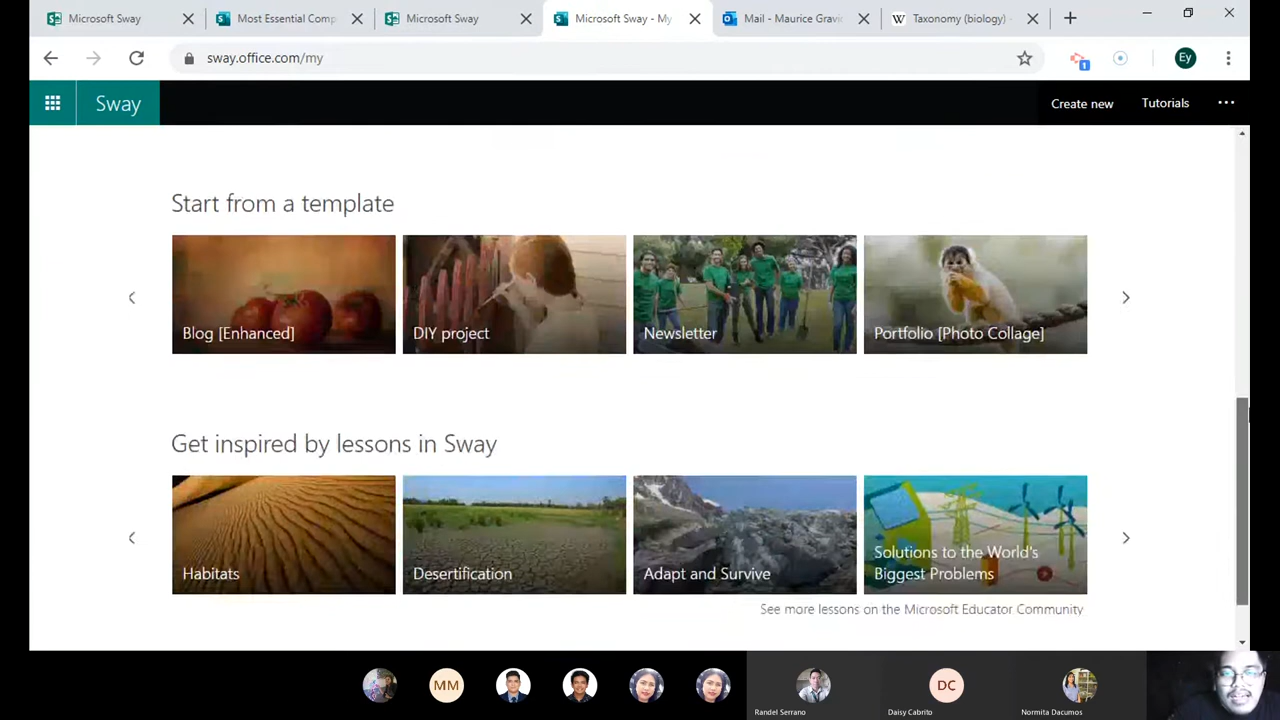 Microsoft Sway
Most Essential Comp
Microsoft Sway
Microsoft Sway - My
Mail - Maurice Gravi
Taxonomy (biology) -
sway.office.com/my
1
Ey
Sway
Create new
Tutorials
Start from a template
Blog [Enhanced]
DIY project
Newsletter
Portfolio [Photo Collage]
Get inspired by lessons in Sway
Habitats
Desertification
Adapt and Survive
Solutions to the World's
Biggest Problems
See more lessons on the Microsoft Educator Community
MM
DC
Randel Serrano
Daisy Cabrito
Normita Dacumos